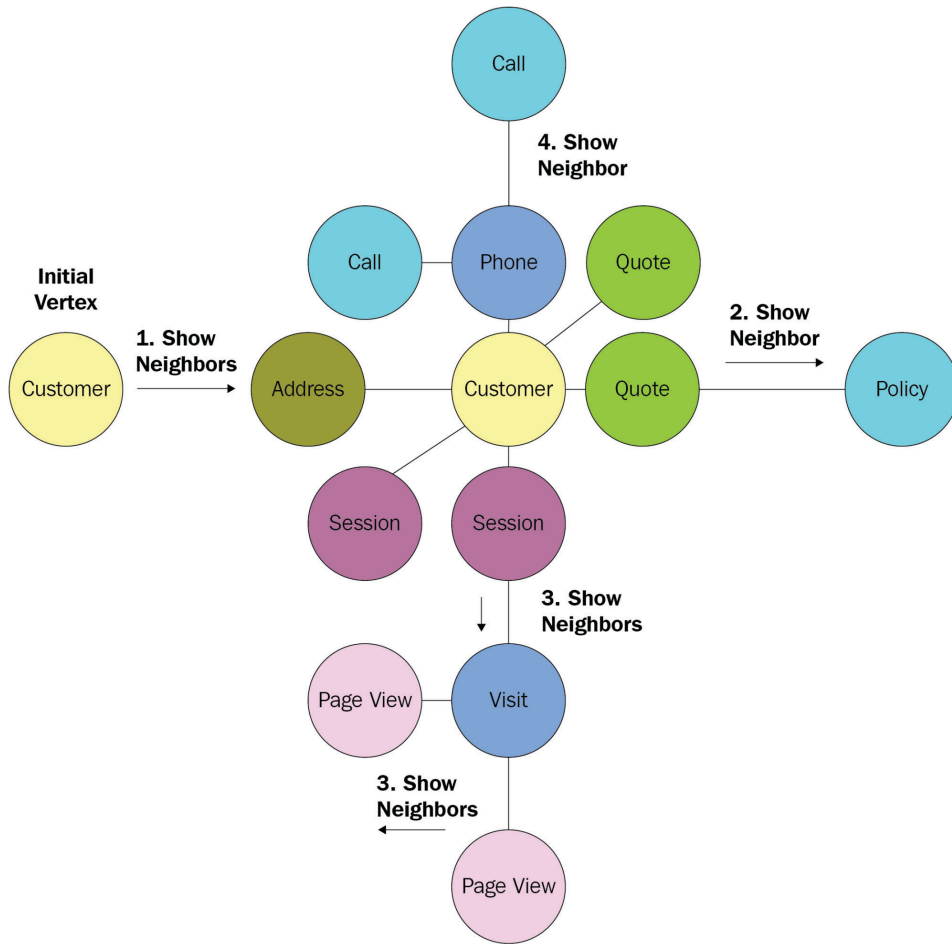 Call
4. Show
Neighbor
Call
Phone
Quote
Initial
Vertex
1. Show
Neighbors
2. Show
Neighbor
Customer
Address
Customer
Quote
Policy
Session
Session
3. Show
Neighbors
Page View
Visit
3. Show
Neighbors
Page View